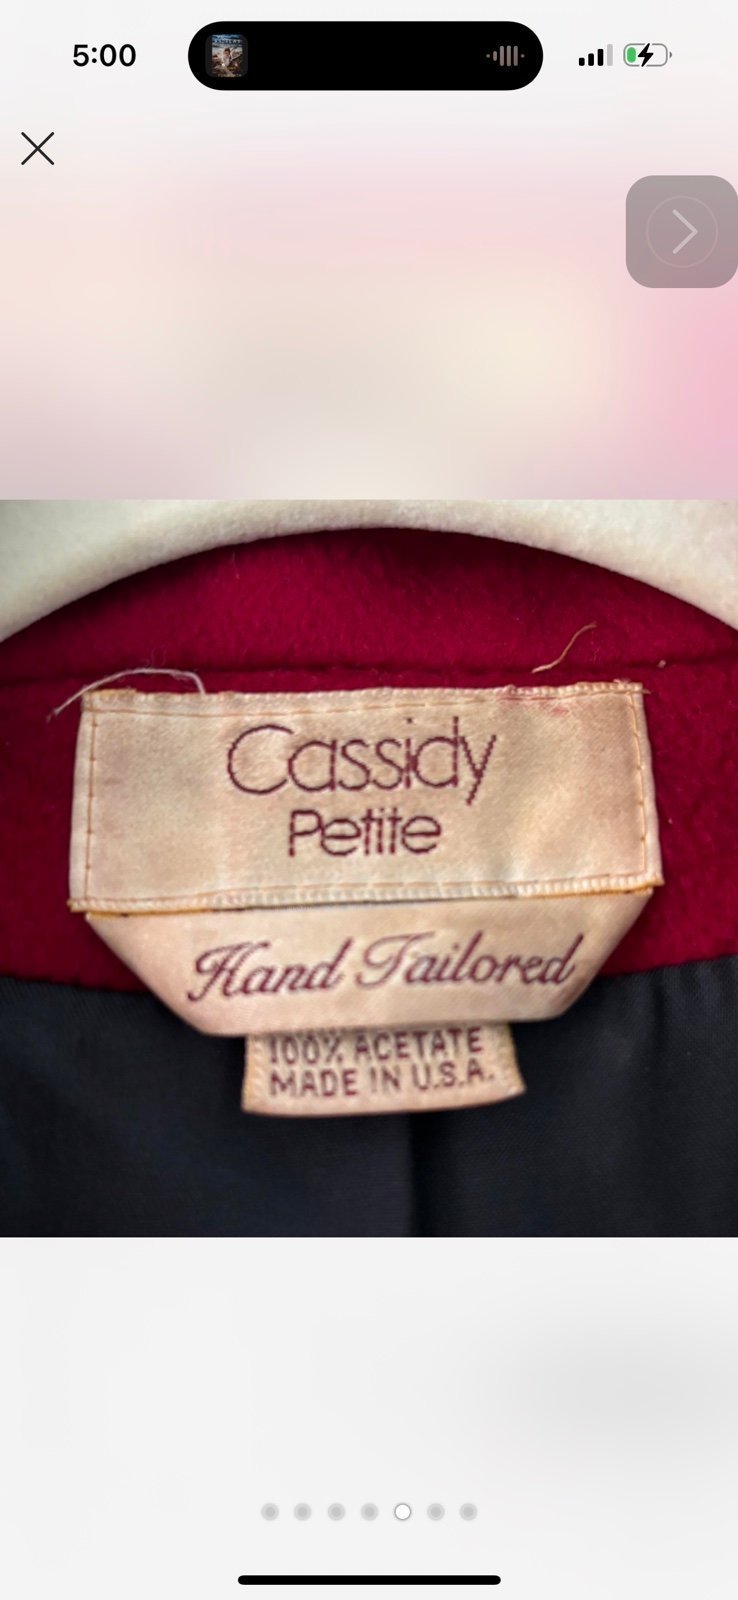 5:00
Cassidy
Petite
Hand Tailored
100% ACETATE
MADE IN U.S.A.